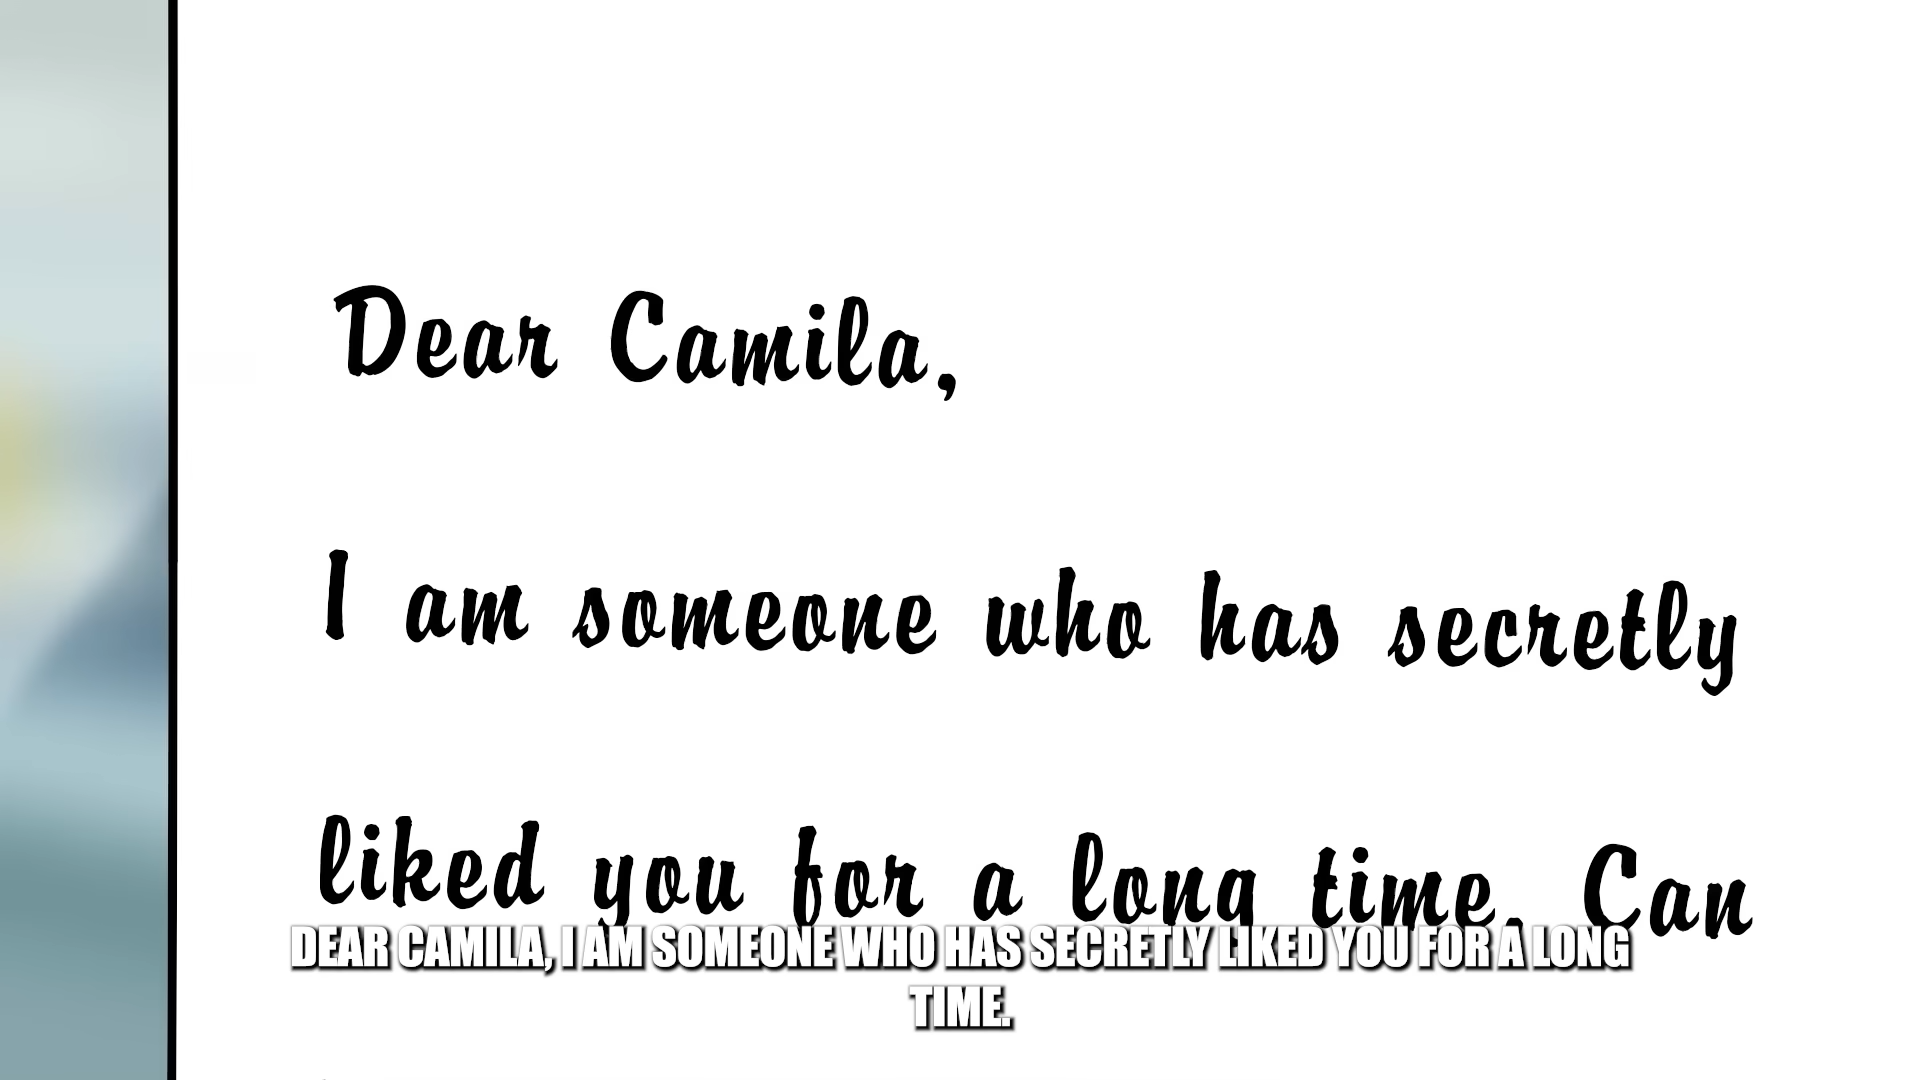 Dear Camila,
I am someone who has secretly
liked you for a long time. Can
DEAR CAMILA, I AM SOMEONE WHO HAS SECRETLY LIKED YOU FOR A LONG
TIME.